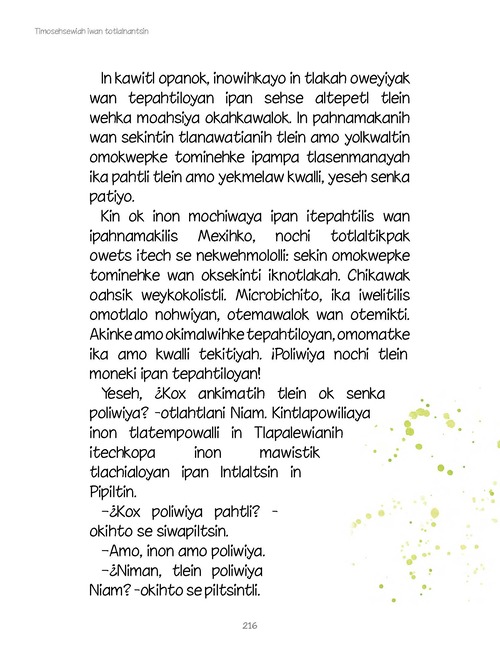 Timosehsewiah iwan totlalnantsin
In kawitl opanok, inowihkayo in tlakah oweyiyak
wan tepahtiloyan ipan sehse altepetl tlein
wehka moahsiya okahkawalok. In pahnamakanih
wan sekintin tlanawatianih tlein amo yolkwaltin
omokwepke tominehke ipampa tlasenmanayah
ika pahtli tlein amo yekmelaw kwalli, yeseh senka
patiyo.
Kin ok inon mochiwaya ipan itepahtilis wan
ipahnamakilis Mexihko, nochi totlaltikpak
owets itech se nekwehmololli: sekin omokwepke
tominehke wan oksekinti iknotlakah. Chikawak
oahsik weykokolistli. Microbichito, ika iwelitilis
omotlalo nohwiyan, otemawalok wan otemikti.
Akinke amo okimalwihke tepahtiloyan, omomatke
ika amo kwalli tekitiyah. ¡Poliwiya nochi tlein
moneki ipan tepahtiloyan!
Yeseh, ¿Kox ankimatih tlein ok senka
poliwiya? -otlahtlani Niam. Kintlapowiliaya
inon tlatempowalli in Tlapalewianih
itechkopa inon mawistik
tlachialoyan ipan Intlaltsin in
Pipiltin.
–¿Kox poliwiya pahtli? -
okihto se siwapiltsin.
–Amo, inon amo poliwiya.
–¿Niman, tlein poliwiya
Niam? -okihto se piltsintli.
216